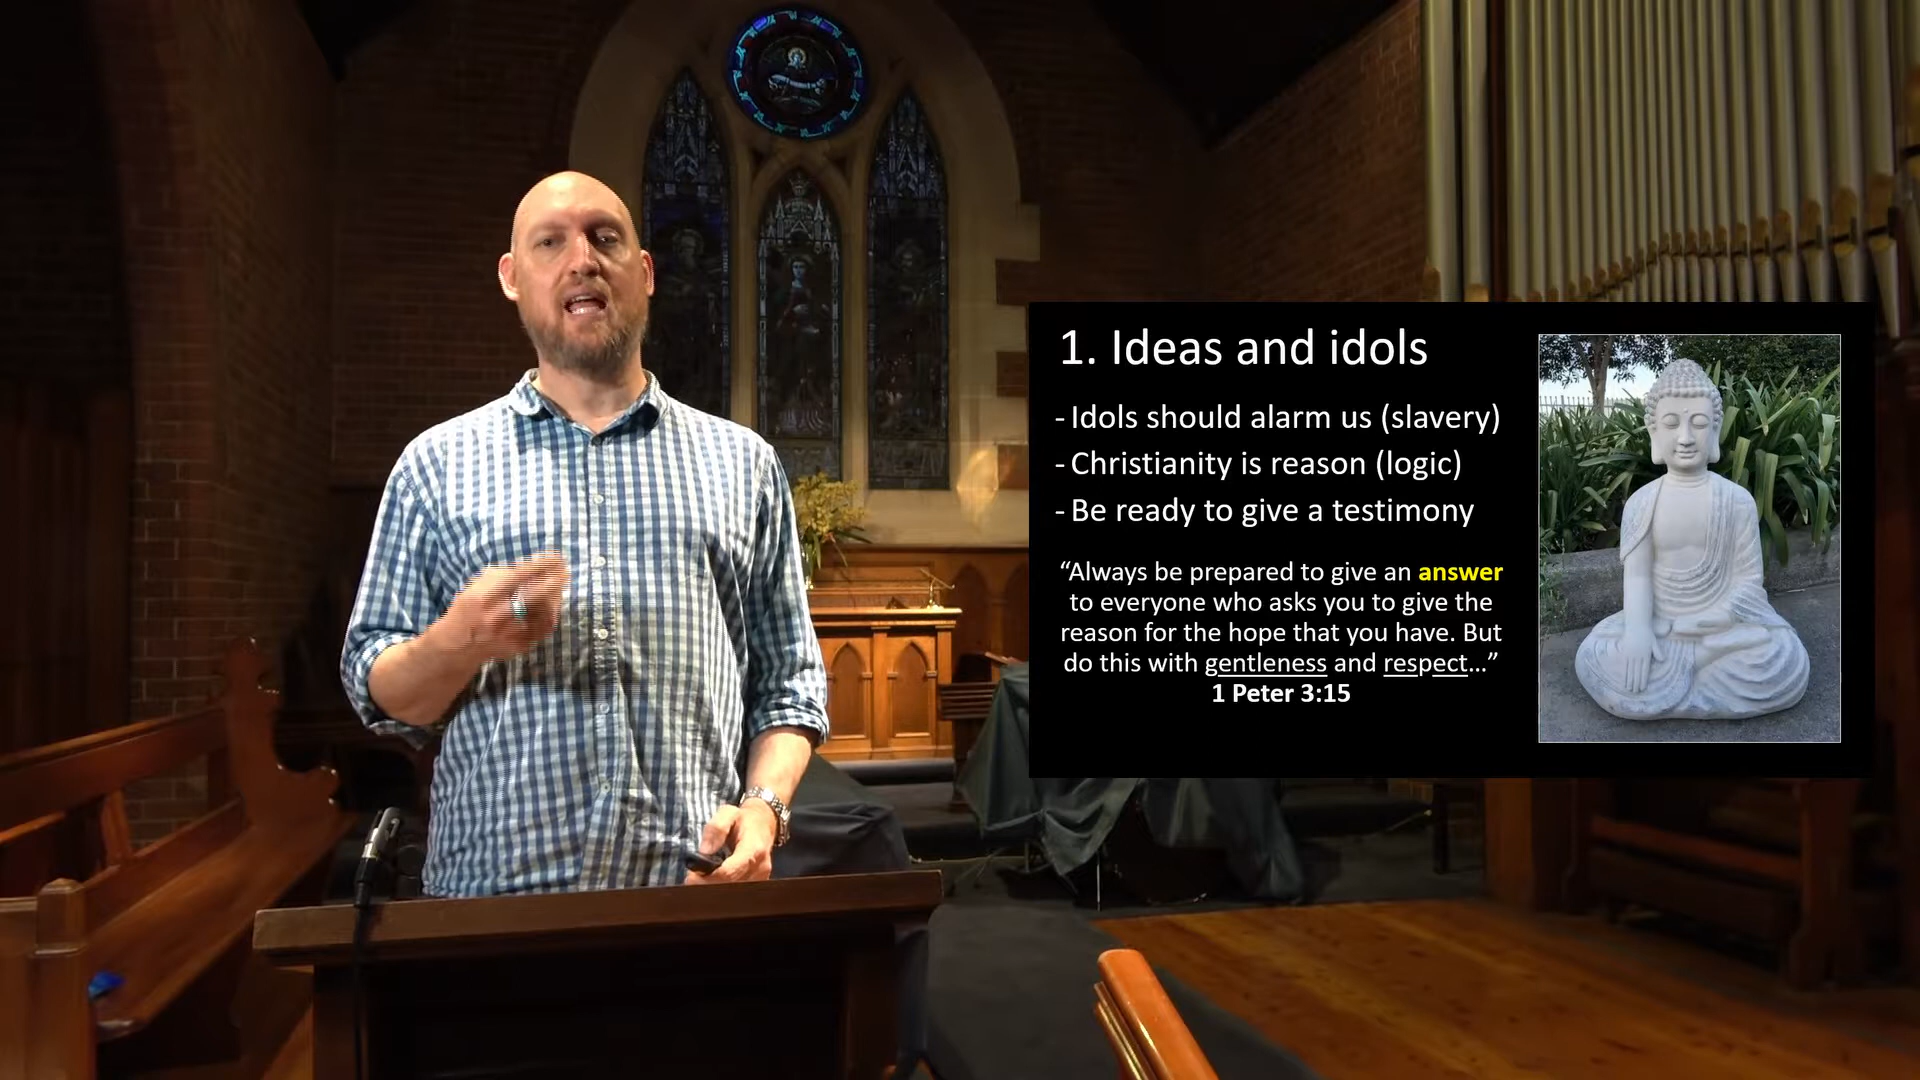 1. Ideas and idols
- Idols should alarm us (slavery)
- Christianity is reason (logic)
- Be ready to give a testimony
“Always be prepared to give an answer
to everyone who asks you to give the
reason for the hope that you have. But
do this with gentleness and respect...”
1 Peter 3:15